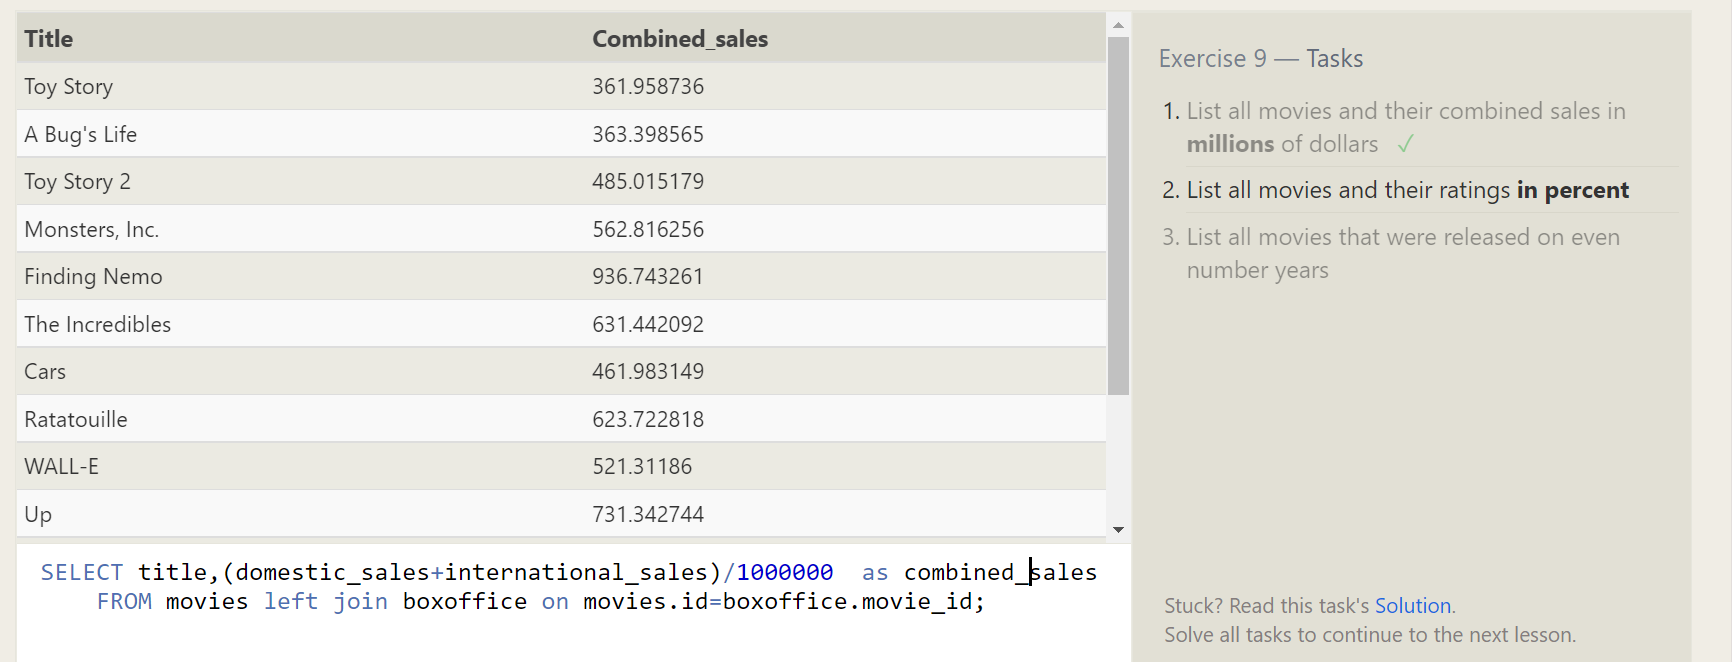 Title Combined_sales
Toy Story 361.958736
A Bug's Life 363.398565
Toy Story 2 485.015179
Monsters, Inc. 562.816256
Finding Nemo 936.743261
The Incredibles 631.442092
Cars 461.983149
Ratatouille 623.722818
WALL-E 521.31186
Up 731.342744
SELECT title,(domestic_sales+international_sales)/1000000  as combined_sales
FROM movies left join boxoffice on movies.id=boxoffice.movie_id;
Exercise 9 — Tasks
1. List all movies and their combined sales in
millions of dollars ✓
2. List all movies and their ratings in percent
3. List all movies that were released on even
number years
Stuck? Read this task's Solution.
Solve all tasks to continue to the next lesson.